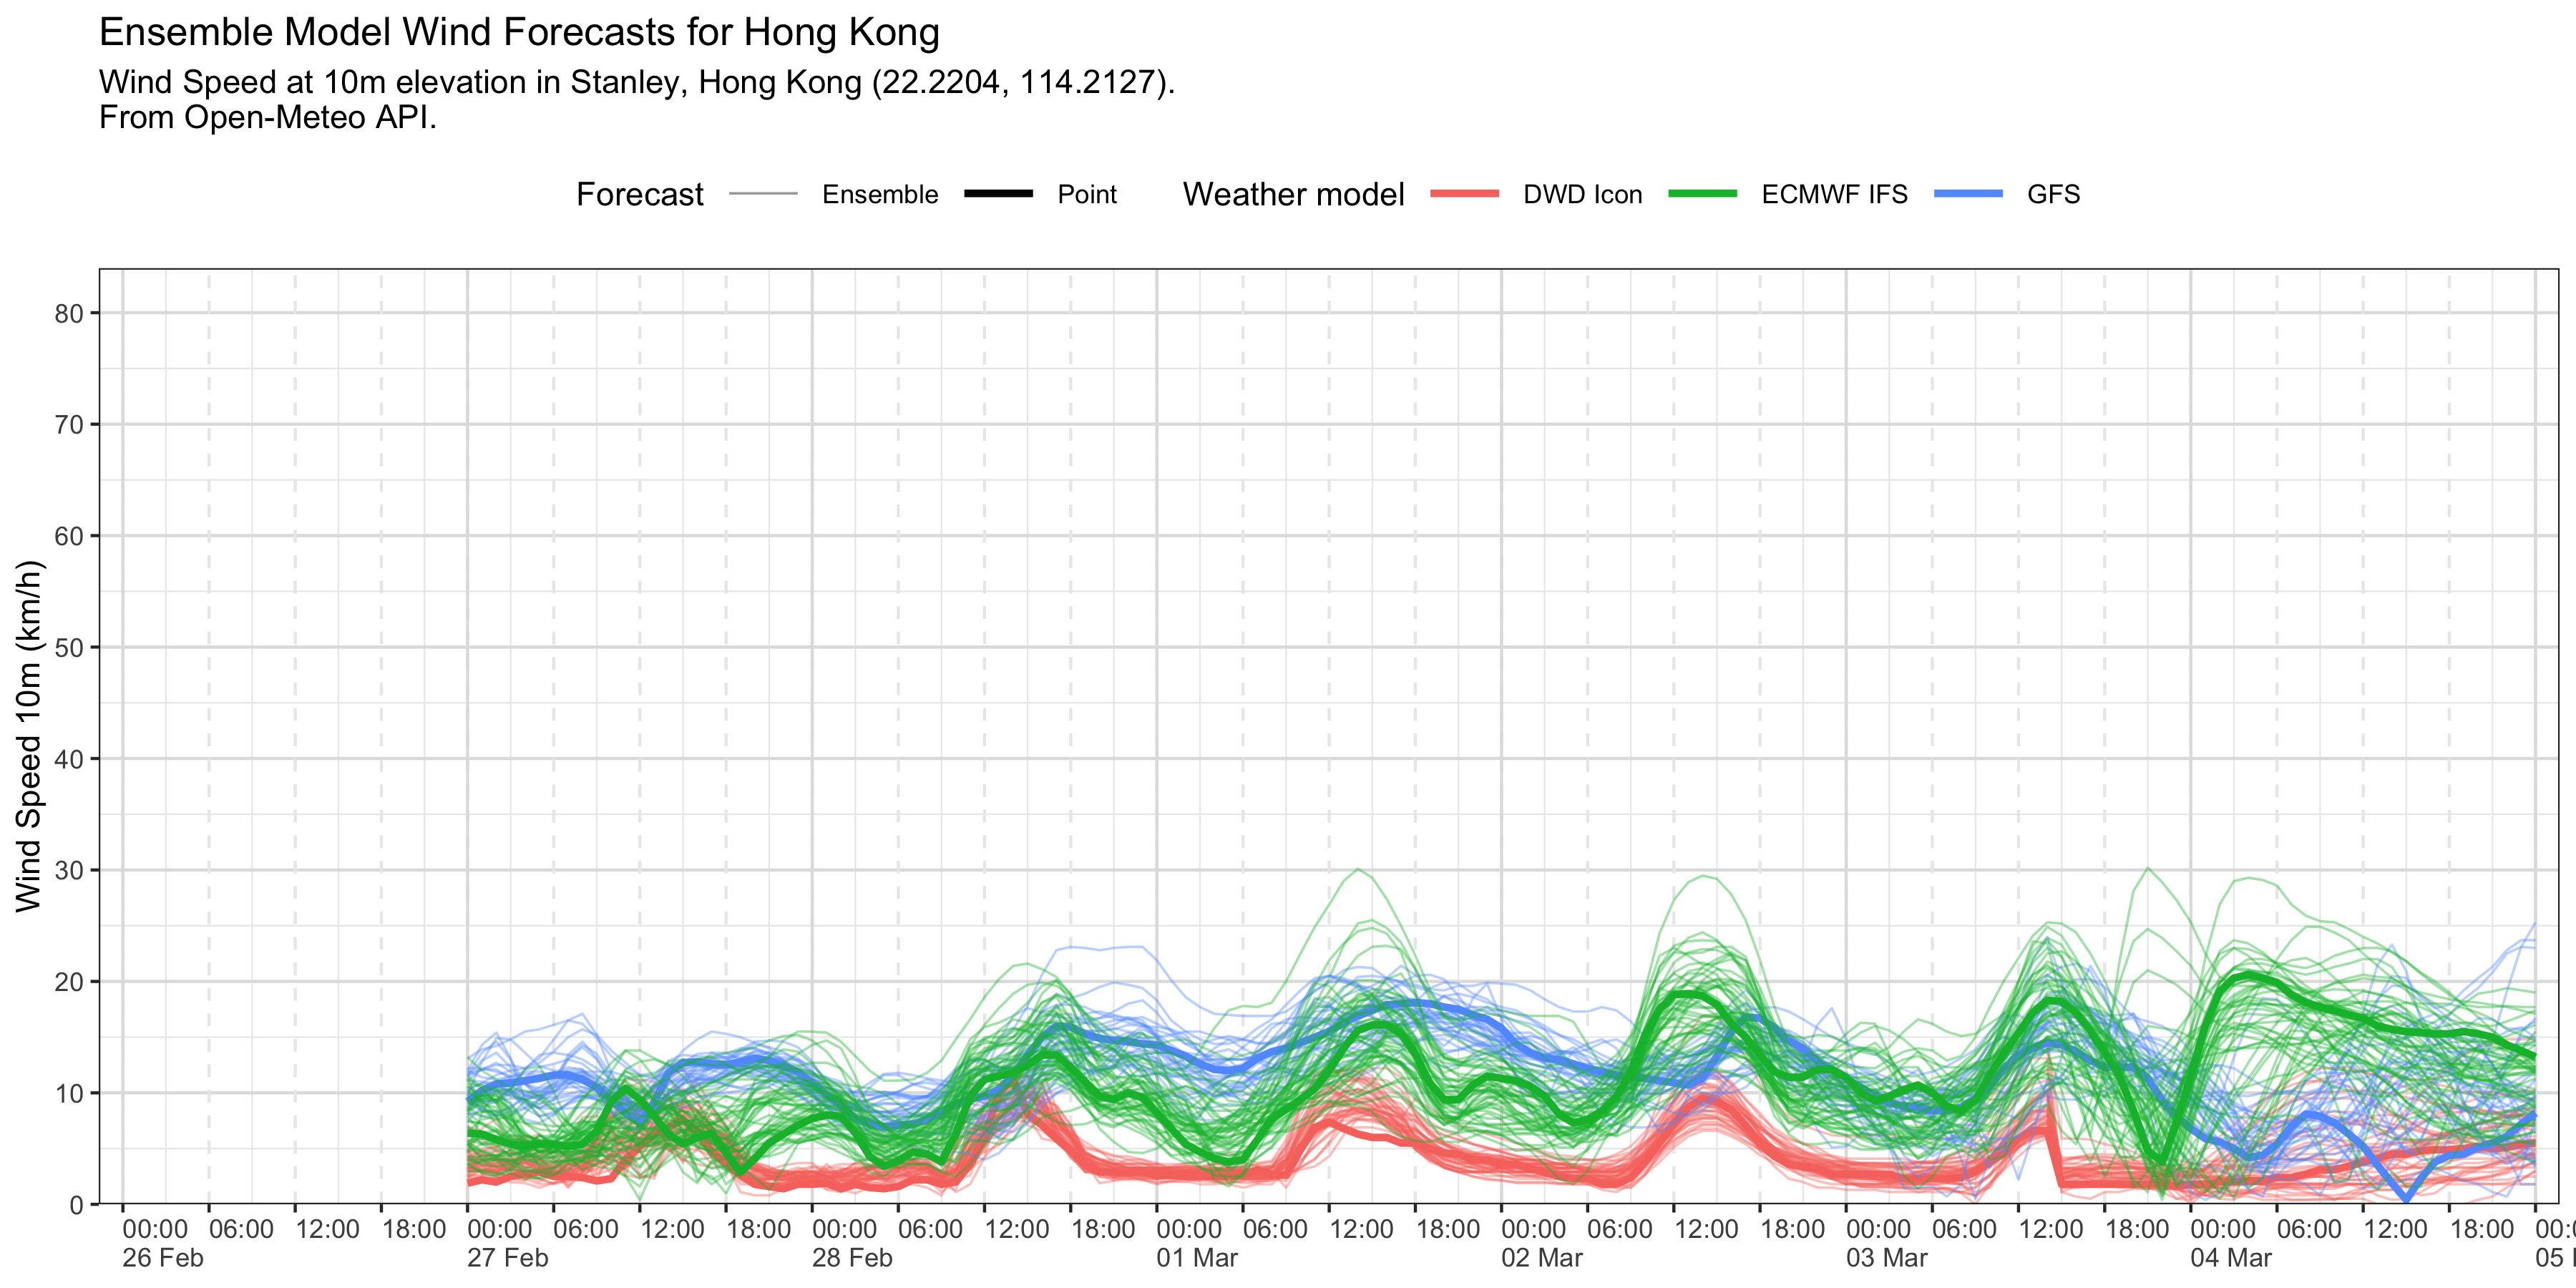 Ensemble Model Wind Forecasts for Hong Kong
Wind Speed at 10m elevation in Stanley, Hong Kong (22.2204, 114.2127).
From Open-Meteo API.
Forecast Ensemble Point Weather model DWD Icon ECMWF IFS GFS
Wind Speed 10m (km/h)
80
70
60
50
40
30
20
10
0
00:00 06:00 12:00 18:00 00:00 06:00 12:00 18:00 00:00 06:00 12:00 18:00 00:00 06:00 12:00 18:00 00:00 06:00 12:00 18:00 00:00 06:00 12:00 18:00 00:00 06:00 12:00 18:00
26 Feb 27 Feb 28 Feb 01 Mar 02 Mar 03 Mar 04 Mar 05